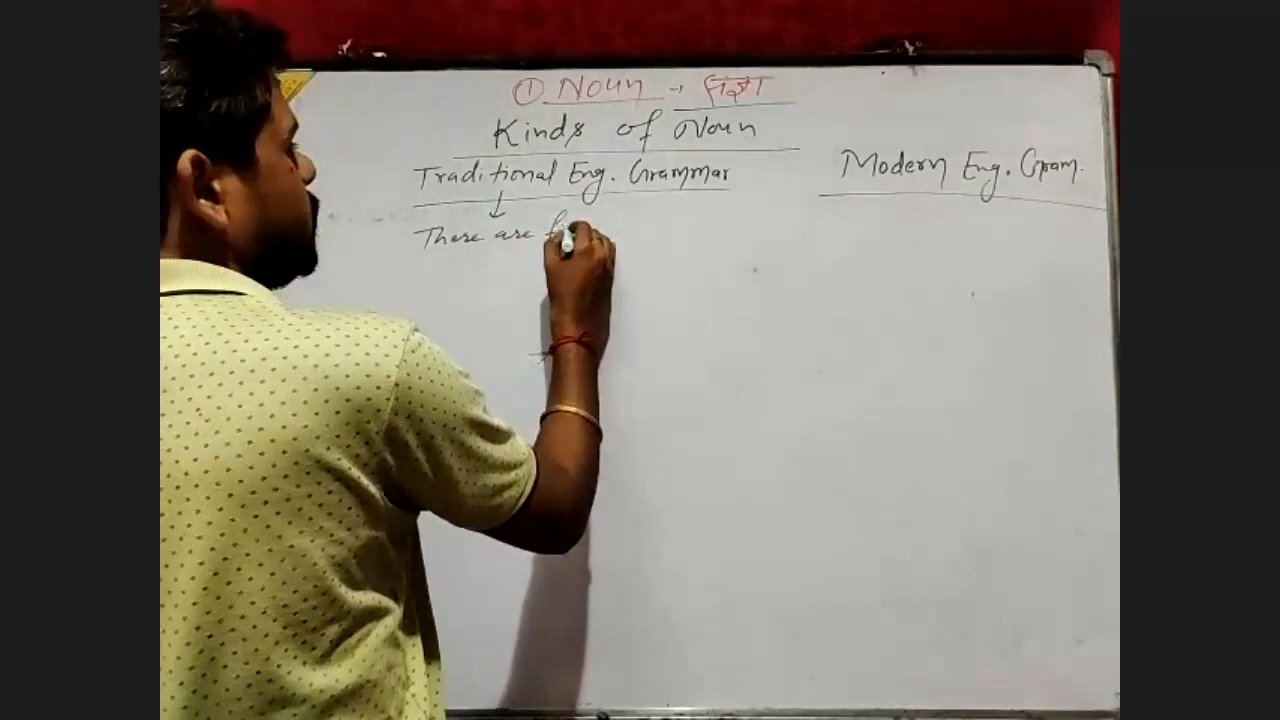 ① Noun → संज्ञा
Kinds of Noun
Traditional Eng. Grammar
Modern Eng. Gram.
There are